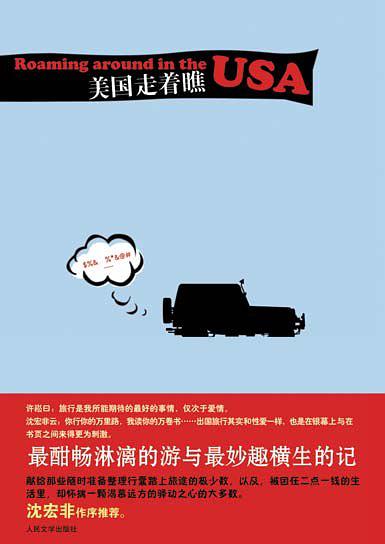 Roaming around in the
USA
美国走着瞧
$%& %*&@#
许崧曰：旅行是我所能期待的最好的事情，仅次于爱情。
沈宏非云：你行你的万里路，我读你的万卷书……出国旅行其实和性爱一样，也是在银幕上与在
书页之间来得更为刺激。
最酣畅淋漓的游与最妙趣横生的记
献给那些随时准备整理行囊踏上旅途的极少数，以及，被困在二点一线的生
活里，却怀揣一颗渴慕远方的驿动之心的大多数。
沈宏非作序推荐。
人民文学出版社